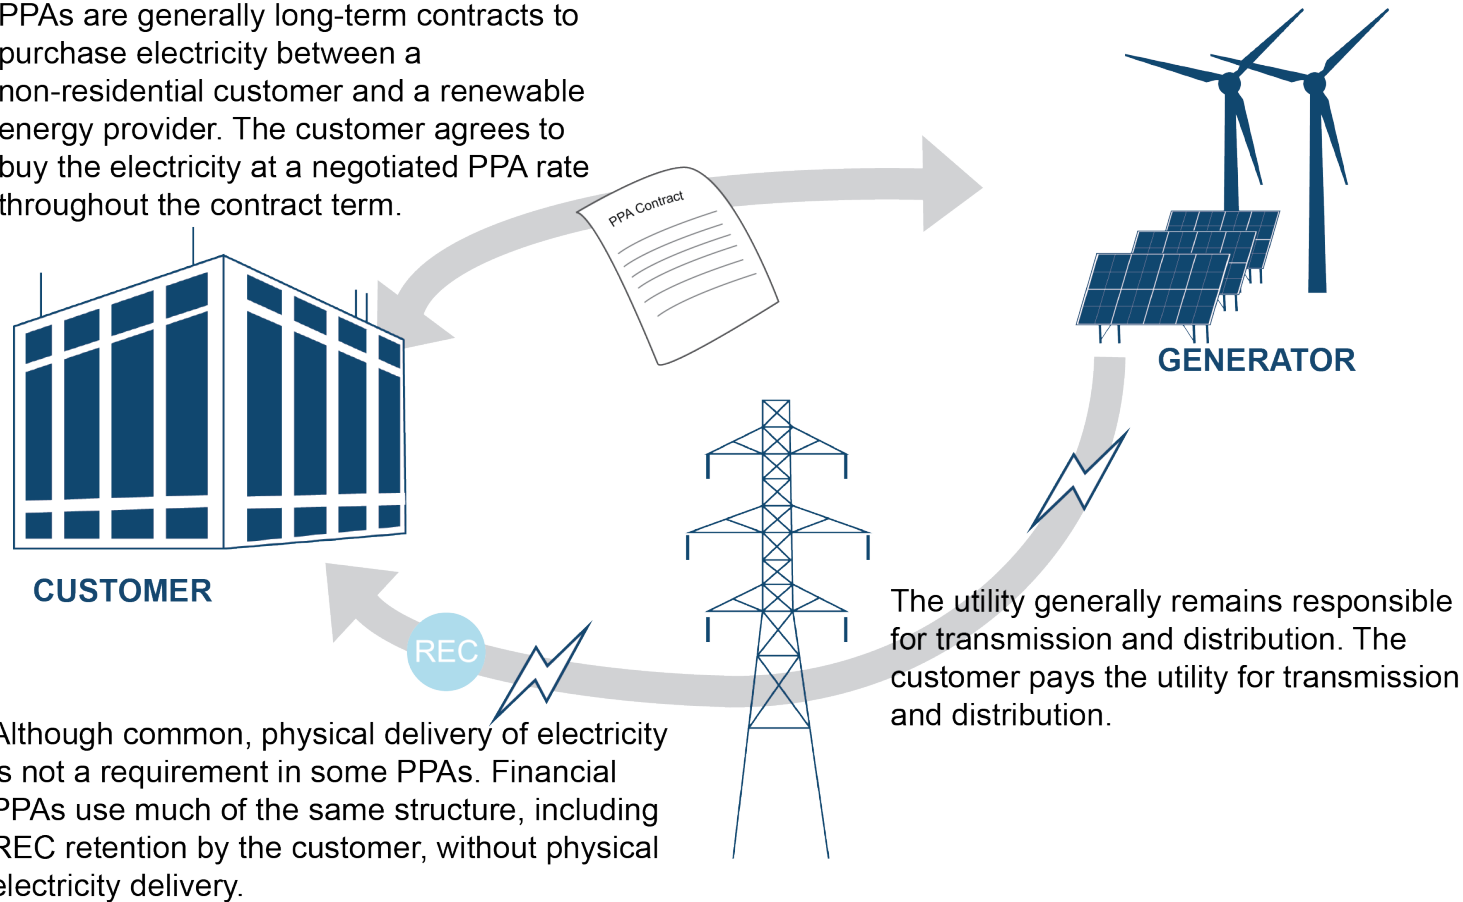 PPAs are generally long-term contracts to
purchase electricity between a
non-residential customer and a renewable
energy provider. The customer agrees to
buy the electricity at a negotiated PPA rate
throughout the contract term.
PPA Contract
GENERATOR
CUSTOMER
REC
The utility generally remains responsible
for transmission and distribution. The
customer pays the utility for transmission
and distribution.
Although common, physical delivery of electricity
is not a requirement in some PPAs. Financial
PPAs use much of the same structure, including
REC retention by the customer, without physical
electricity delivery.